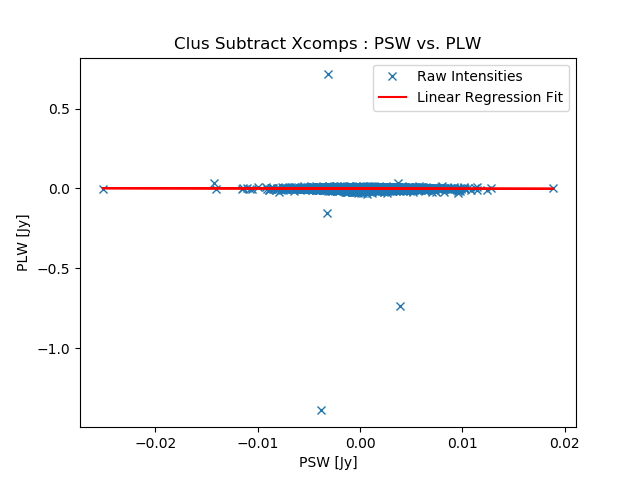 Clus Subtract Xcomps : PSW vs. PLW
Raw Intensities
Linear Regression Fit
PLW [Jy]
0.5
0.0
−0.5
−1.0
−0.02
−0.01
0.00
0.01
0.02
PSW [Jy]